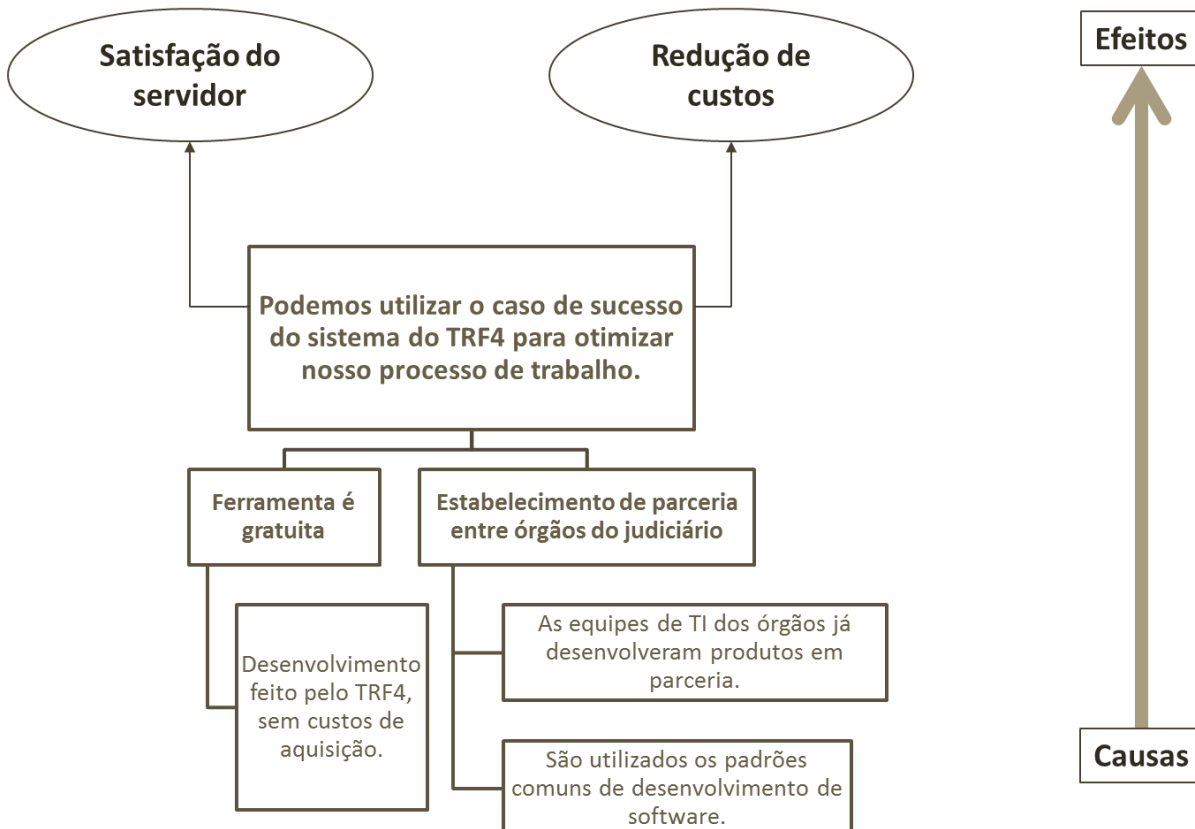 Satisfação do
servidor
Redução de
custos
Efeitos
Podemos utilizar o caso de sucesso
do sistema do TRF4 para otimizar
nosso processo de trabalho.
Ferramenta é
gratuita
Estabelecimento de parceria
entre órgãos do judiciário
Desenvolvimento
feito pelo TRF4,
sem custos de
aquisição.
As equipes de TI dos órgãos já
desenvolveram produtos em
parceria.
São utilizados os padrões
comuns de desenvolvimento de
software.
Causas